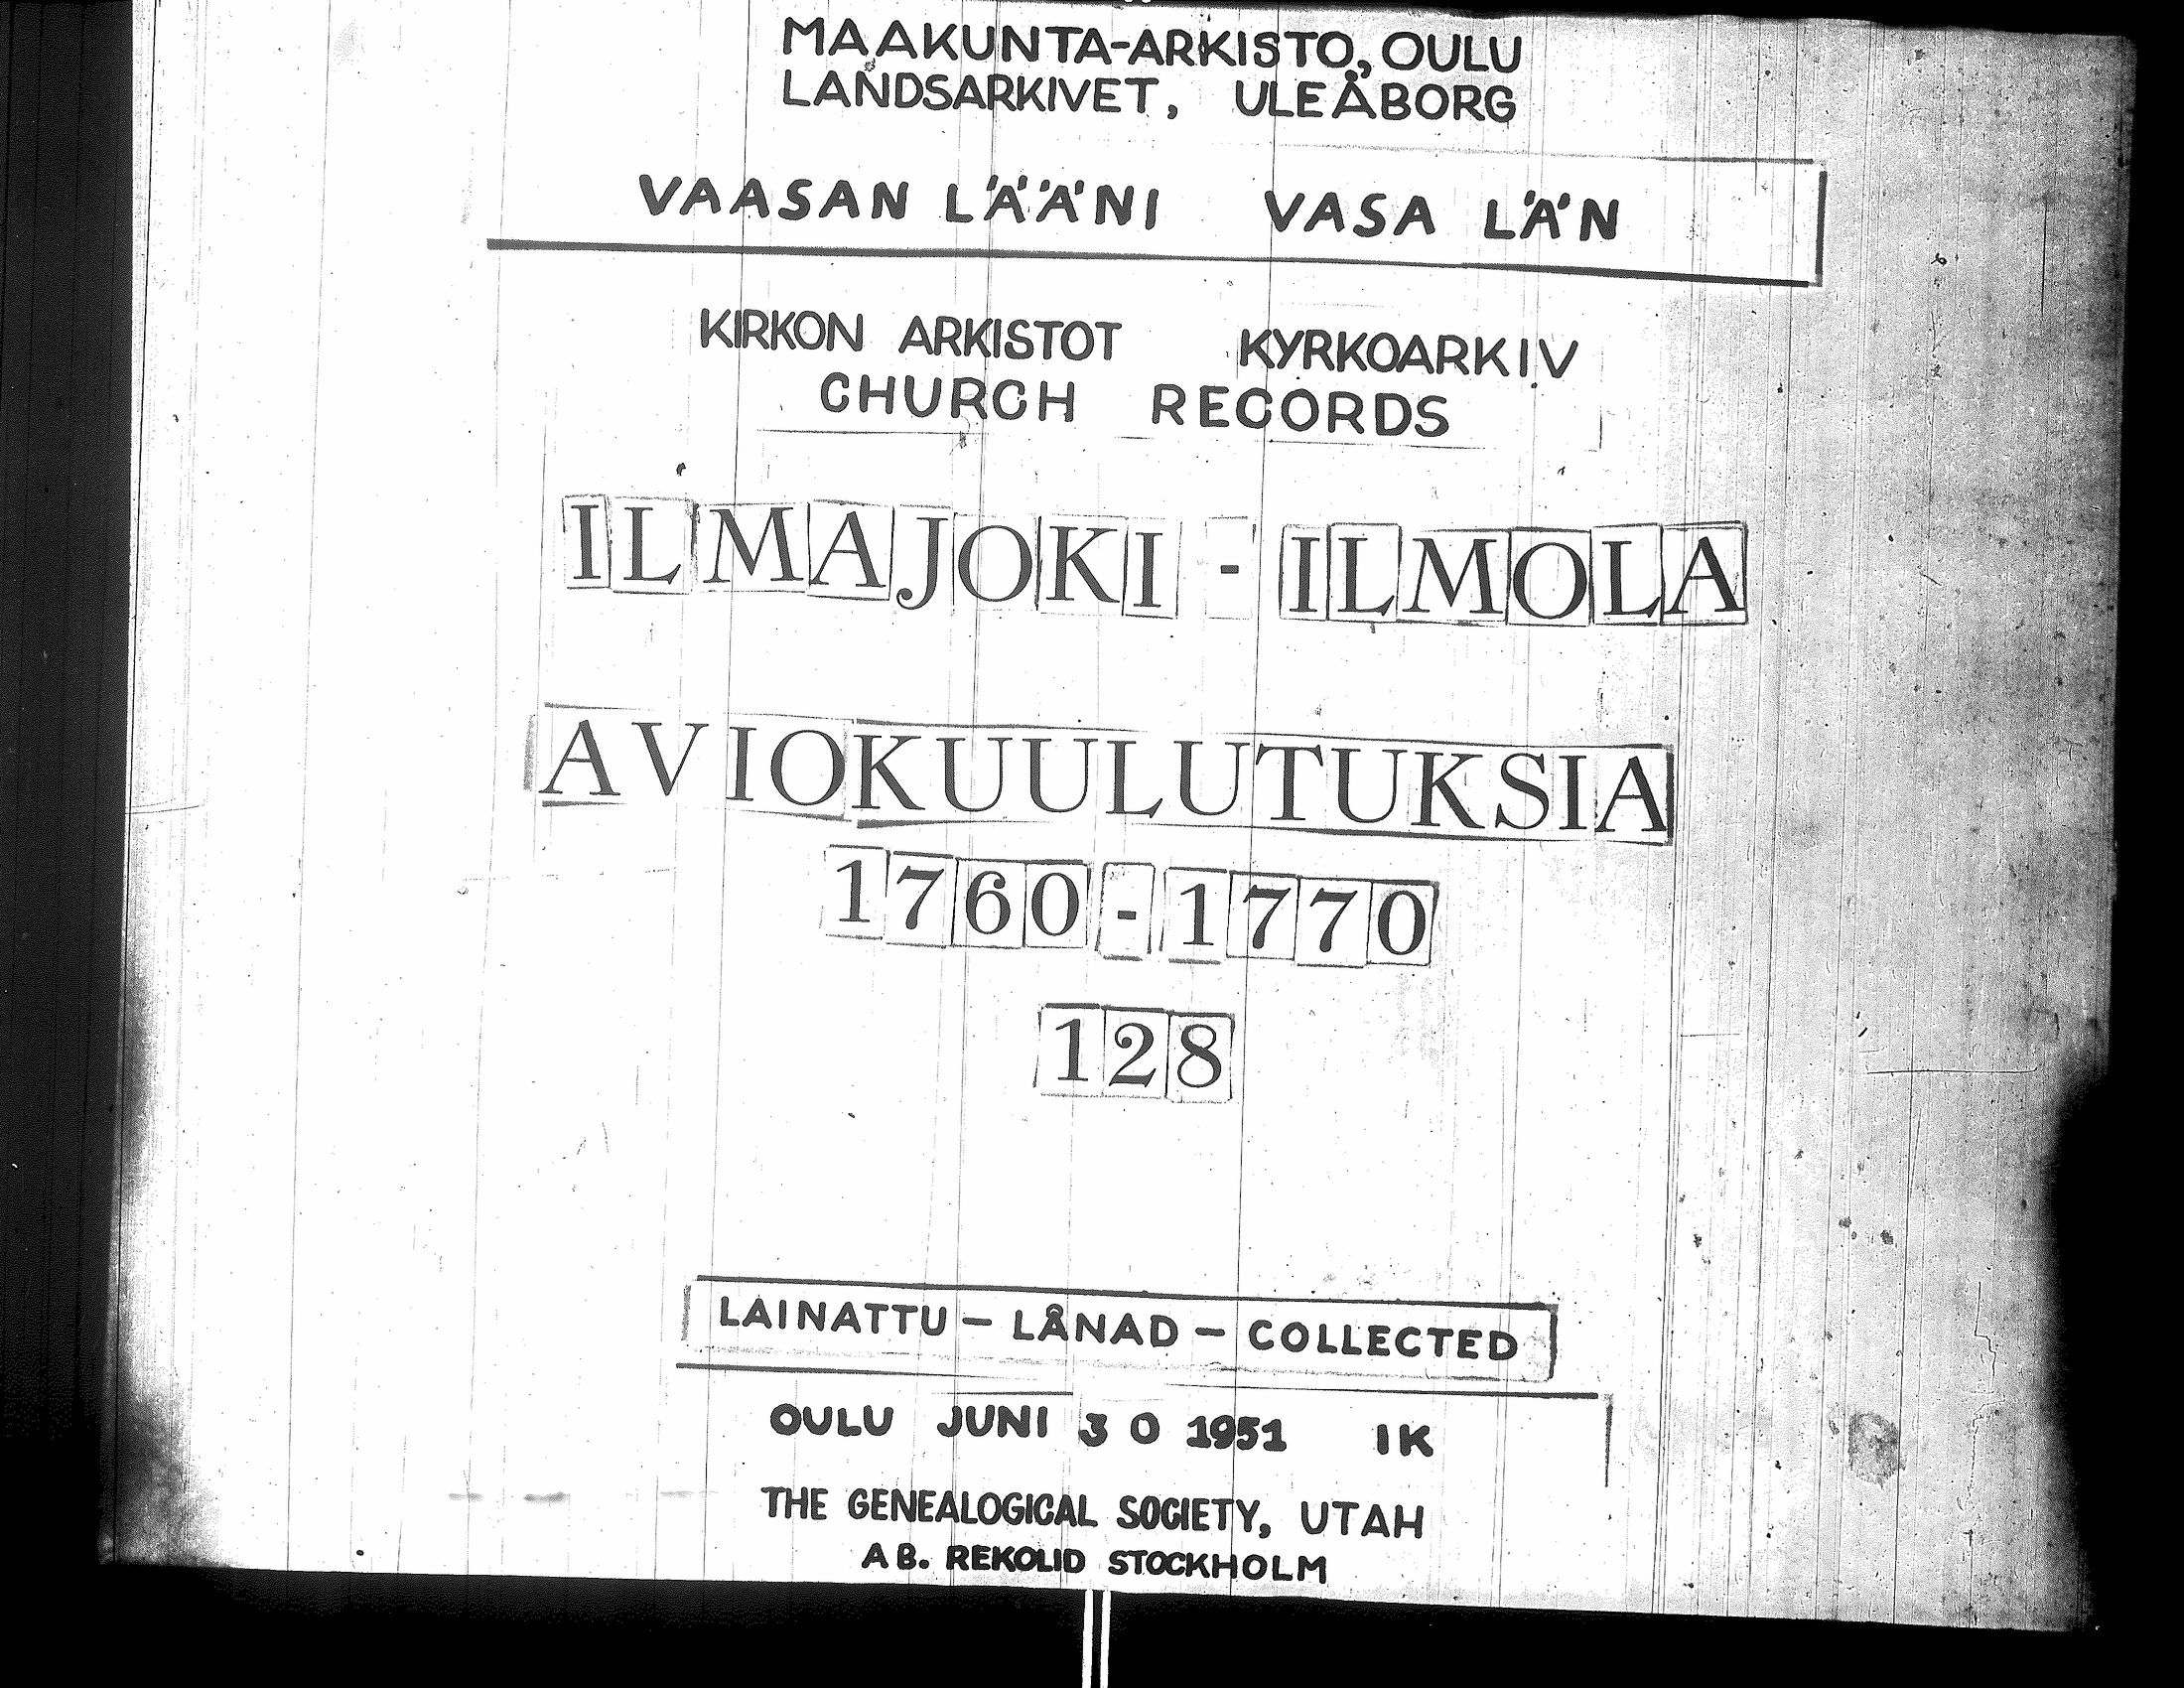 MAAKUNTA-ARKISTO, OULU
LANDSARKIVET, ULEÅBORG
VAASAN LÄÄNI VASA LÄN
KIRKON ARKISTOT KYRKOARKIV
CHURCH RECORDS
ILMAJOKI - ILMOLA
AVIOKUULUTUKSIA
1760 - 1770
128
LAINATTU – LÅNAD – COLLECTED
OULU JUNI 30 1951 IK
THE GENEALOGICAL SOCIETY, UTAH
AB. REKOLID STOCKHOLM